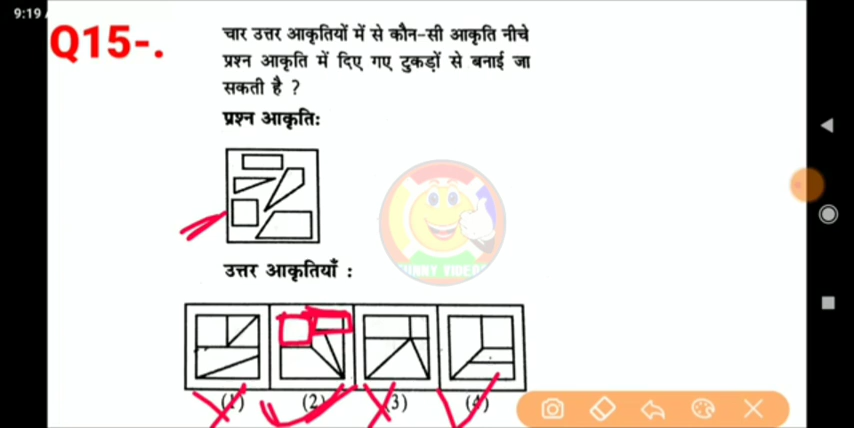 9:19
Q15-.
चार उत्तर आकृतियों में से कौन-सी आकृति नीचे
प्रश्न आकृति में दिए गए टुकड़ों से बनाई जा
सकती है ?
प्रश्न आकृतिः
उत्तर आकृतियाँ :
(1) (2) (3) (4)